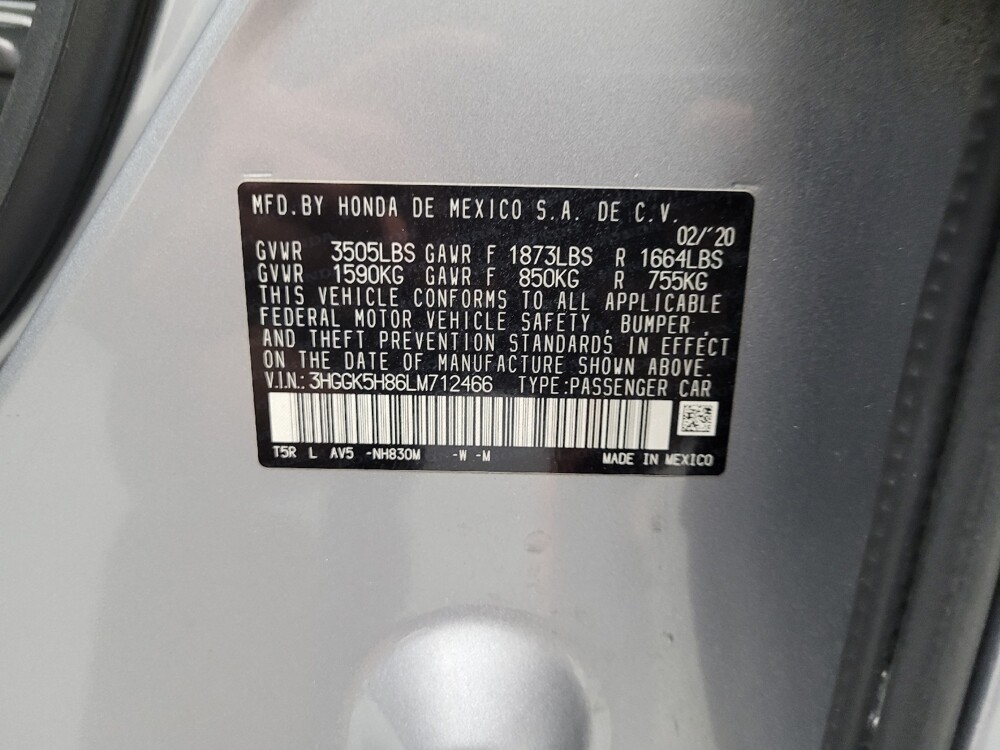 MFD.BY HONDA DE MEXICO S.A. DE C.V.
02/'20
GVWR 3505LBS GAWR F 1873LBS R 1664LBS
GVWR 1590KG GAWR F 850KG R 755KG
THIS VEHICLE CONFORMS TO ALL APPLICABLE
FEDERAL MOTOR VEHICLE SAFETY , BUMPER ,
AND THEFT PREVENTION STANDARDS IN EFFECT
ON THE DATE OF MANUFACTURE SHOWN ABOVE.
V.I.N.: 3HGGK5H86LM712466 TYPE:PASSENGER CAR
T5R L AV5 -NH830M -W -M MADE IN MEXICO